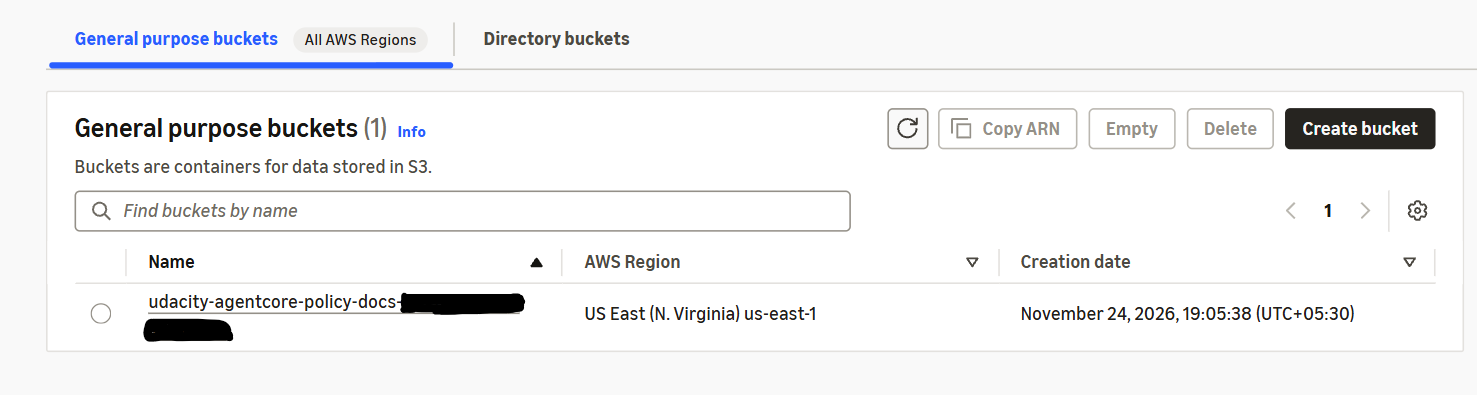 General purpose buckets All AWS Regions Directory buckets
General purpose buckets (1) Info
Copy ARN Empty Delete Create bucket
Buckets are containers for data stored in S3.
Find buckets by name
1
Name AWS Region Creation date
udacity-agentcore-policy-docs-
US East (N. Virginia) us-east-1 November 24, 2026, 19:05:38 (UTC+05:30)